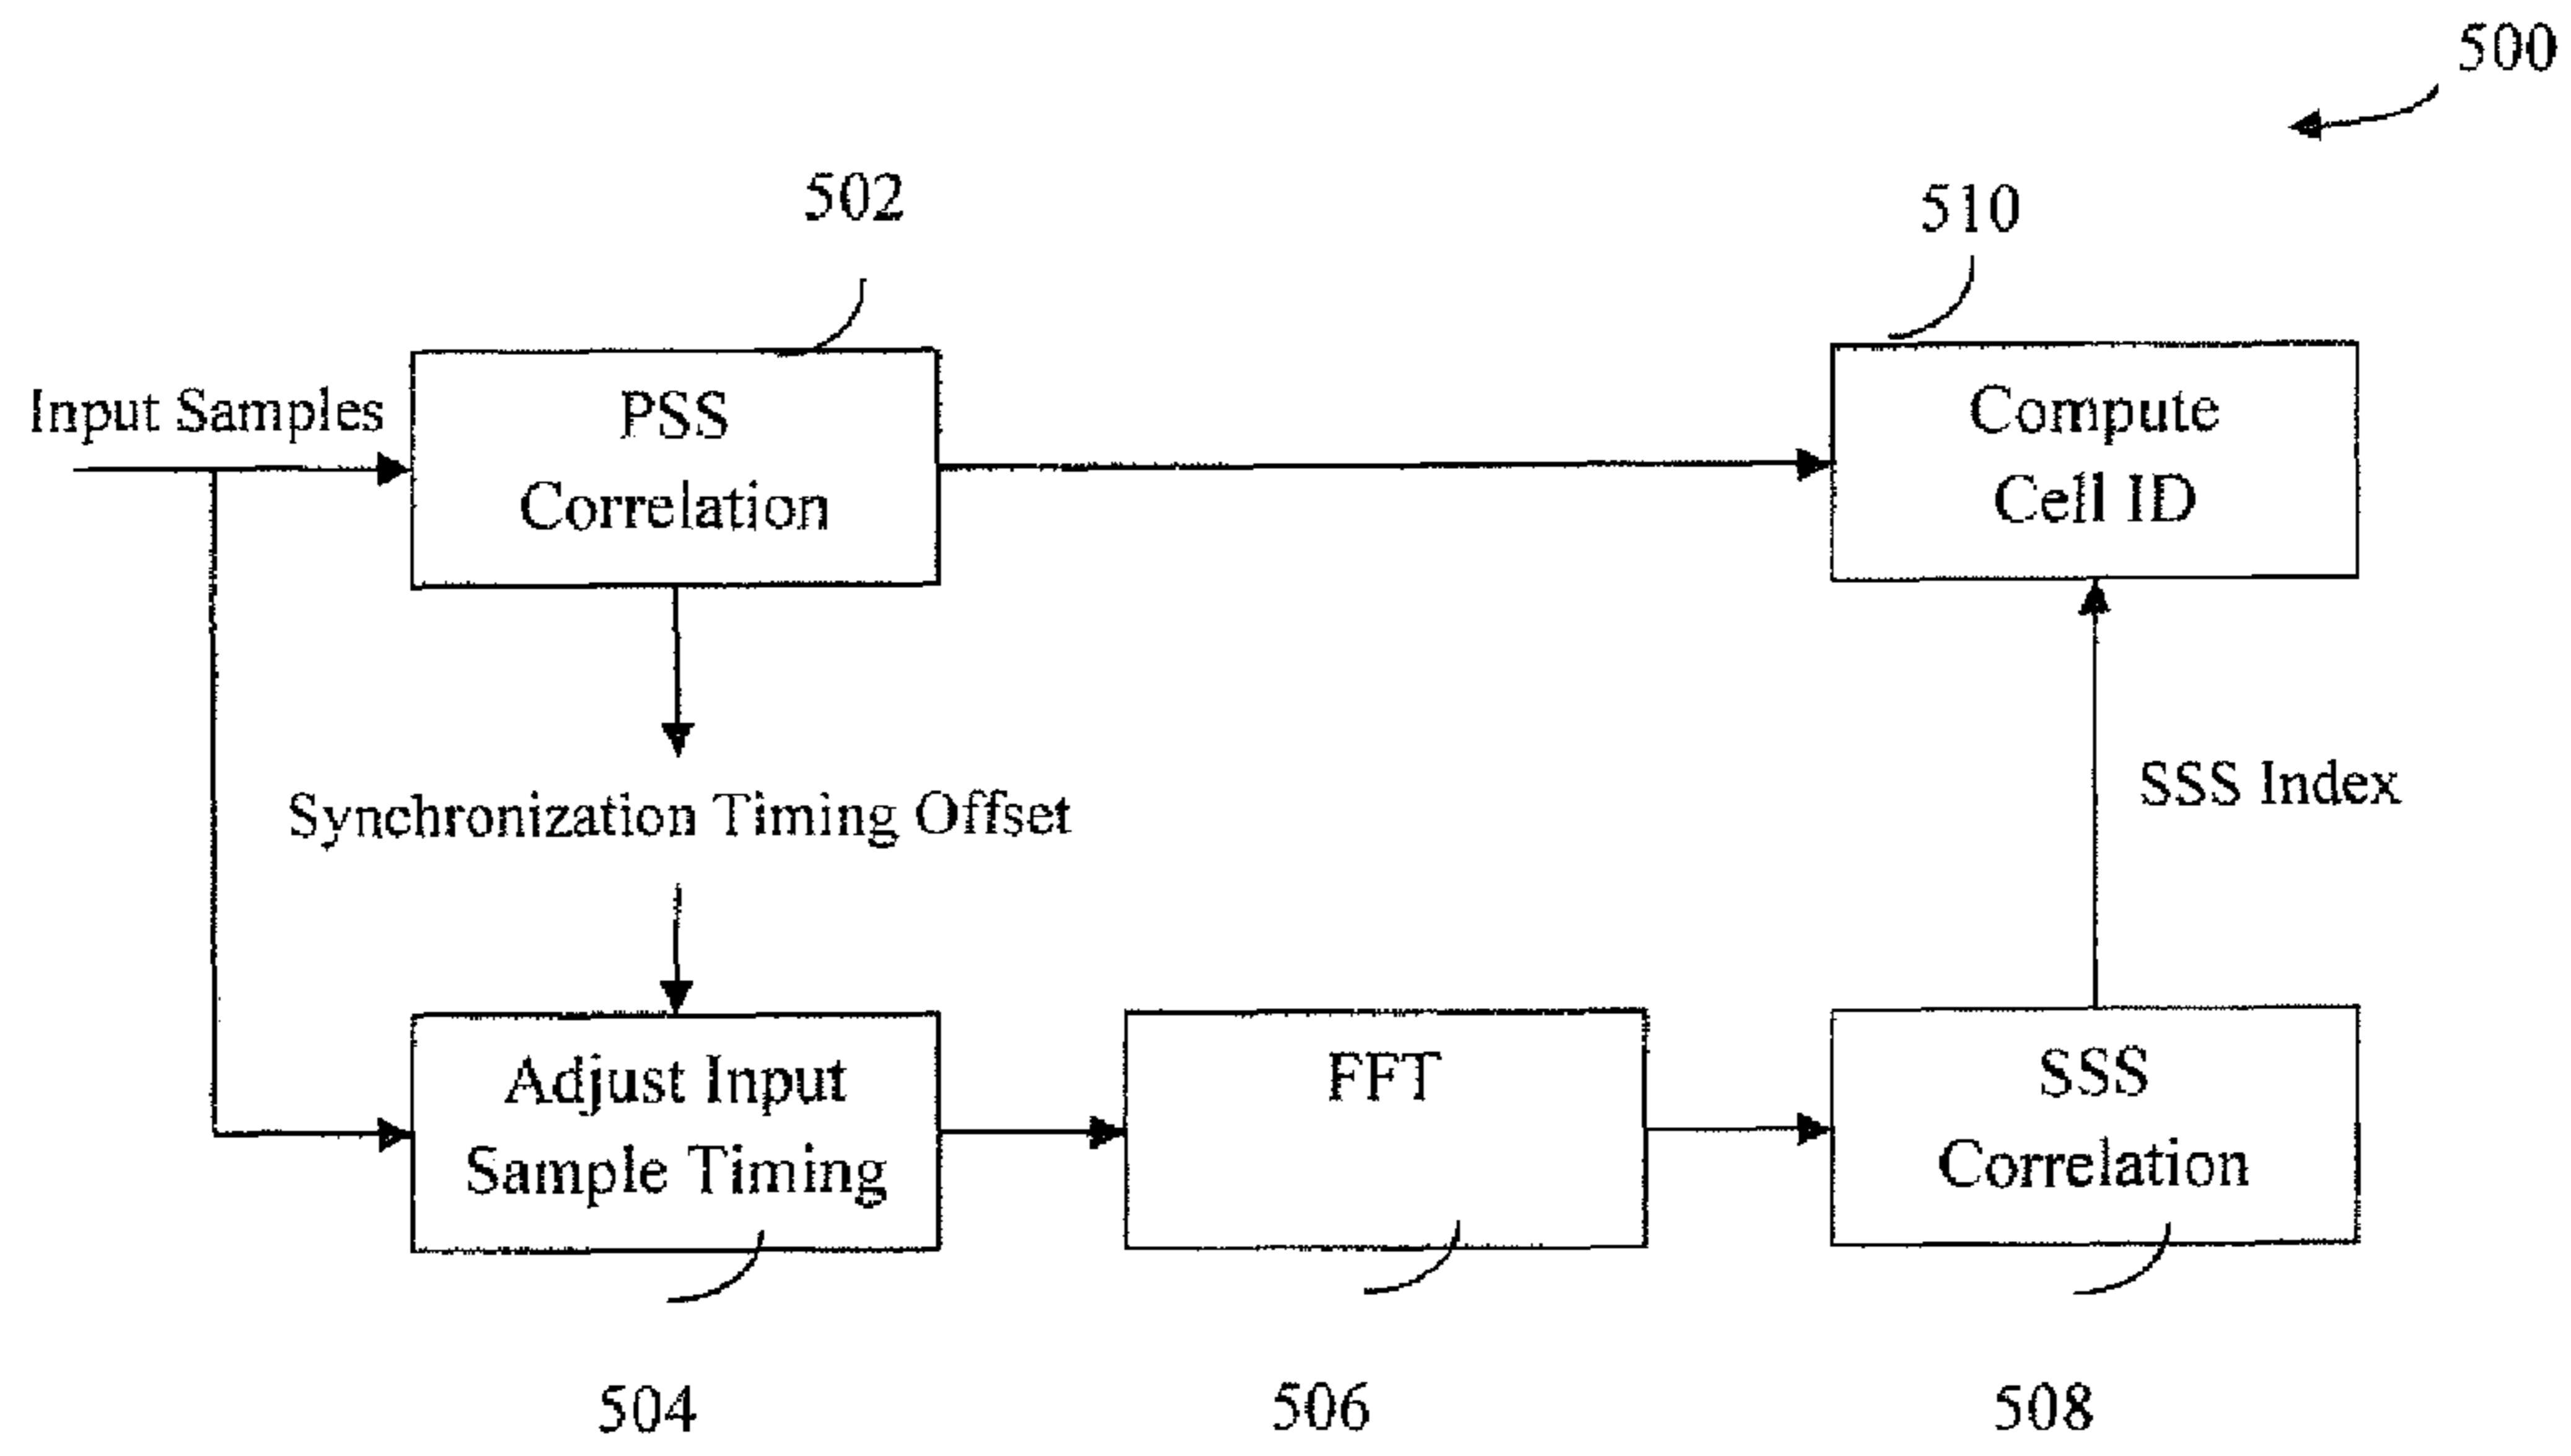 500
502
510
Input Samples
PSS
Correlation
Compute
Cell ID
Synchronization Timing Offset
SSS Index
Adjust Input
Sample Timing
FFT
SSS
Correlation
504
506
508